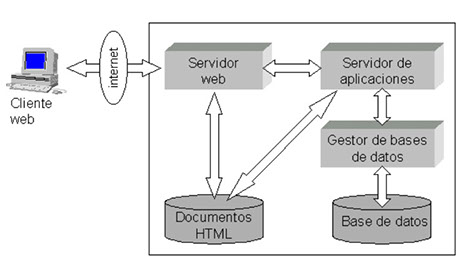 Cliente
web
internet
Servidor
web
Servidor de
aplicaciones
Gestor de bases
de datos
Documentos
HTML
Base de datos